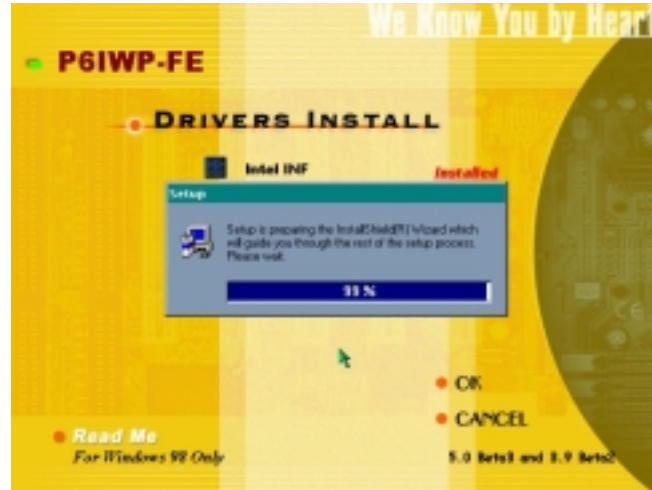 We Know You by Heart
P6IWP-FE
DRIVERS INSTALL
Intel INF
Installed
Setup
Setup is preparing the InstallShield(R) Wizard which
will guide you through the rest of the setup process.
Please wait.
99 %
OK
CANCEL
Read Me
For Windows 98 Only
5.0 Beta3 and 3.9 Beta2